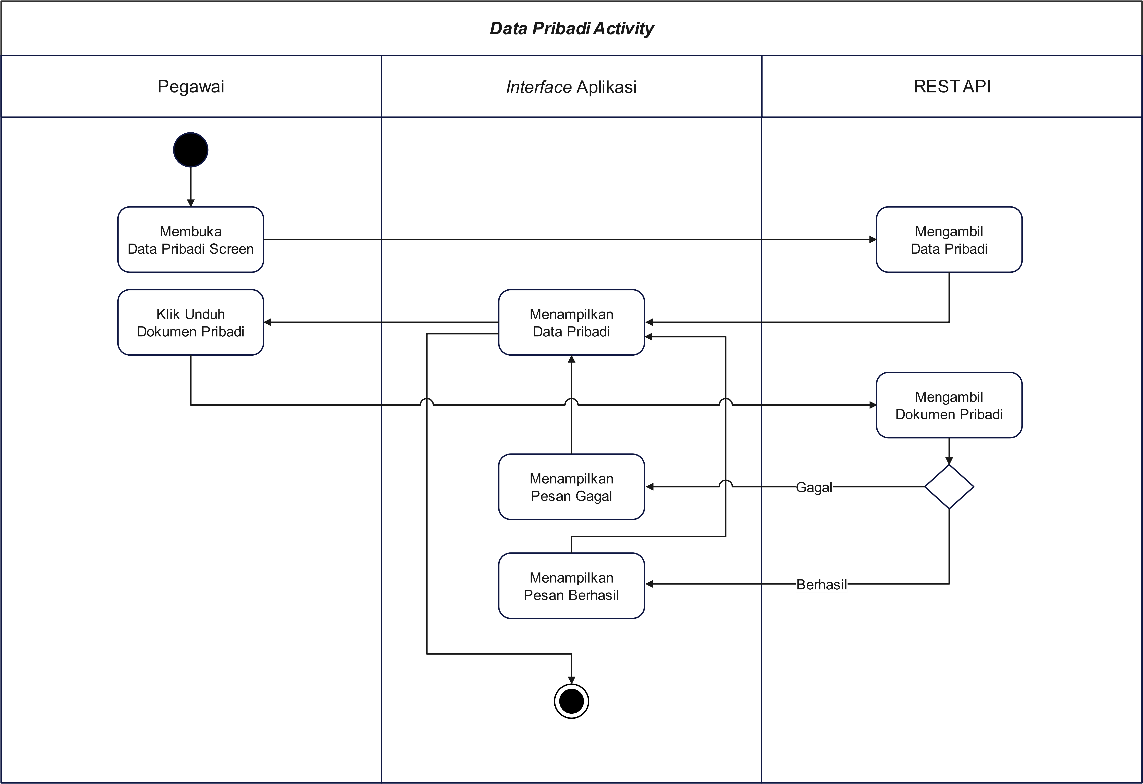 Data Pribadi Activity
Pegawai
Interface Aplikasi
REST API
Membuka
Data Pribadi Screen
Mengambil
Data Pribadi
Klik Unduh
Dokumen Pribadi
Menampilkan
Data Pribadi
Mengambil
Dokumen Pribadi
Menampilkan
Pesan Gagal
Gagal
Menampilkan
Pesan Berhasil
Berhasil